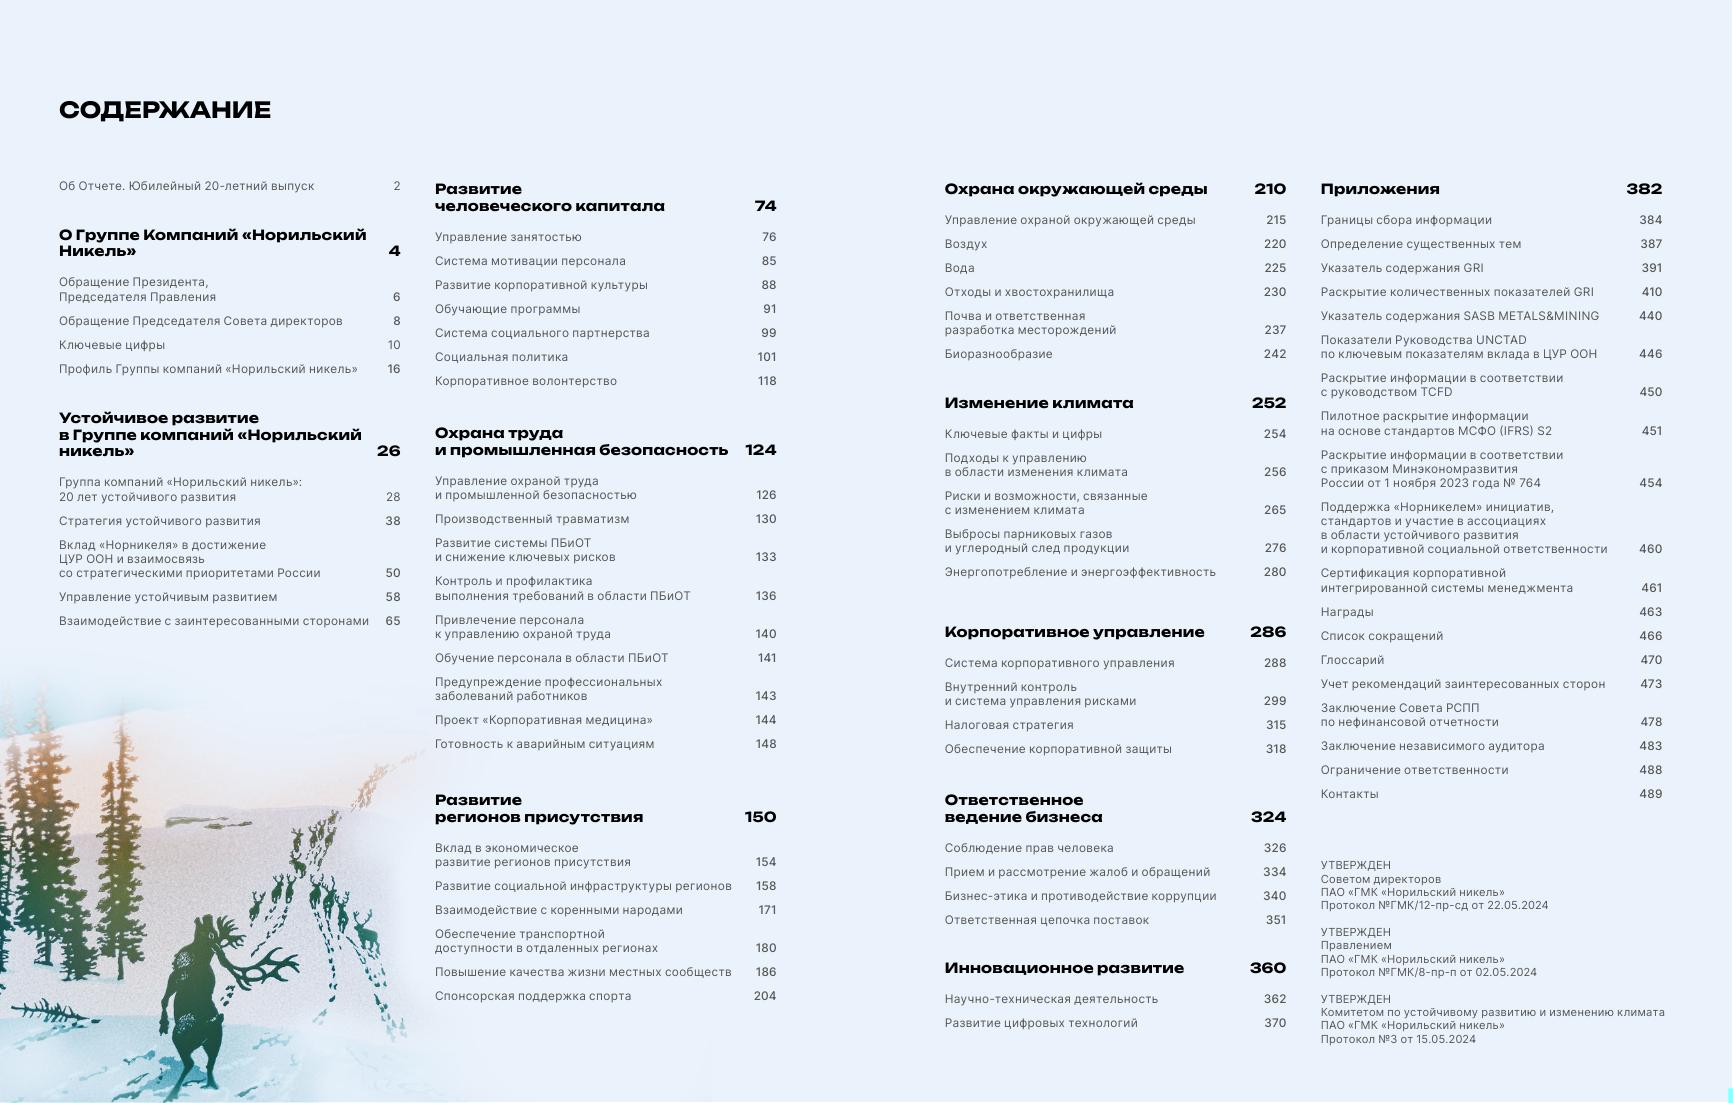 СОДЕРЖАНИЕ
Об Отчете. Юбилейный 20-летний выпуск 2
О Группе Компаний «Норильский
Никель» 4
Обращение Президента,
Председателя Правления 6
Обращение Председателя Совета директоров 8
Ключевые цифры 10
Профиль Группы компаний «Норильский никель» 16
Устойчивое развитие
в Группе компаний «Норильский
никель» 26
Группа компаний «Норильский никель»:
20 лет устойчивого развития 28
Стратегия устойчивого развития 38
Вклад «Норникеля» в достижение
ЦУР ООН и взаимосвязь
со стратегическими приоритетами России 50
Управление устойчивым развитием 58
Взаимодействие с заинтересованными сторонами 65
Развитие
человеческого капитала 74
Управление занятостью 76
Система мотивации персонала 85
Развитие корпоративной культуры 88
Обучающие программы 91
Система социального партнерства 99
Социальная политика 101
Корпоративное волонтерство 118
Охрана труда
и промышленная безопасность 124
Управление охраной труда
и промышленной безопасностью 126
Производственный травматизм 130
Развитие системы ПБиОТ
и снижение ключевых рисков 133
Контроль и профилактика
выполнения требований в области ПБиОТ 136
Привлечение персонала
к управлению охраной труда 140
Обучение персонала в области ПБиОТ 141
Предупреждение профессиональных
заболеваний работников 143
Проект «Корпоративная медицина» 144
Готовность к аварийным ситуациям 148
Развитие
регионов присутствия 150
Вклад в экономическое
развитие регионов присутствия 154
Развитие социальной инфраструктуры регионов 158
Взаимодействие с коренными народами 171
Обеспечение транспортной
доступности в отдаленных регионах 180
Повышение качества жизни местных сообществ 186
Спонсорская поддержка спорта 204
Охрана окружающей среды 210
Управление охраной окружающей среды 215
Воздух 220
Вода 225
Отходы и хвостохранилища 230
Почва и ответственная
разработка месторождений 237
Биоразнообразие 242
Изменение климата 252
Ключевые факты и цифры 254
Подходы к управлению
в области изменения климата 256
Риски и возможности, связанные
с изменением климата 265
Выбросы парниковых газов
и углеродный след продукции 276
Энергопотребление и энергоэффективность 280
Корпоративное управление 286
Система корпоративного управления 288
Внутренний контроль
и система управления рисками 299
Налоговая стратегия 315
Обеспечение корпоративной защиты 318
Ответственное
ведение бизнеса 324
Соблюдение прав человека 326
Прием и рассмотрение жалоб и обращений 334
Бизнес-этика и противодействие коррупции 340
Ответственная цепочка поставок 351
Инновационное развитие 360
Научно-техническая деятельность 362
Развитие цифровых технологий 370
Приложения 382
Границы сбора информации 384
Определение существенных тем 387
Указатель содержания GRI 391
Раскрытие количественных показателей GRI 410
Указатель содержания SASB METALS&MINING 440
Показатели Руководства UNCTAD
по ключевым показателям вклада в ЦУР ООН 446
Раскрытие информации в соответствии
с руководством TCFD 450
Пилотное раскрытие информации
на основе стандартов МСФО (IFRS) S2 451
Раскрытие информации в соответствии
с приказом Минэкономразвития
России от 1 ноября 2023 года № 764 454
Поддержка «Норникелем» инициатив,
стандартов и участие в ассоциациях
в области устойчивого развития
и корпоративной социальной ответственности 460
Сертификация корпоративной
интегрированной системы менеджмента 461
Награды 463
Список сокращений 466
Глоссарий 470
Учет рекомендаций заинтересованных сторон 473
Заключение Совета РСПП
по нефинансовой отчетности 478
Заключение независимого аудитора 483
Ограничение ответственности 488
Контакты 489
УТВЕРЖДЕН
Советом директоров
ПАО «ГМК «Норильский никель»
Протокол №ГМК/12-пр-сд от 22.05.2024
УТВЕРЖДЕН
Правлением
ПАО «ГМК «Норильский никель»
Протокол №ГМК/8-пр-п от 02.05.2024
УТВЕРЖДЕН
Комитетом по устойчивому развитию и изменению климата
ПАО «ГМК «Норильский никель»
Протокол №3 от 15.05.2024